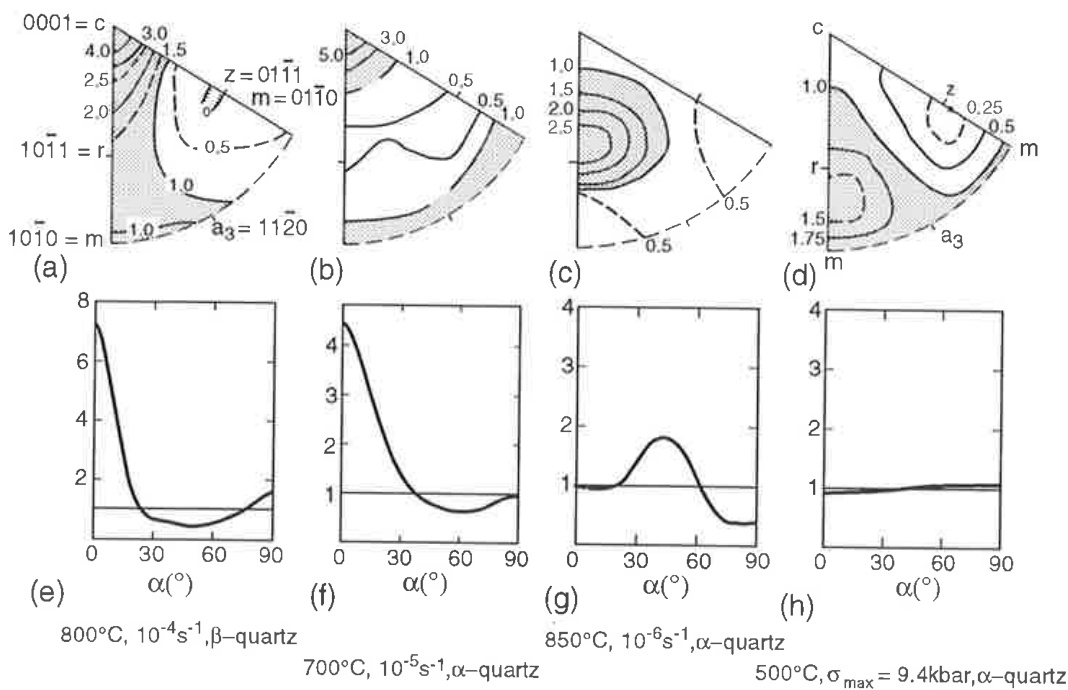 0001 = c
3.0
1.5
4.0
2.5
2.0
z = 011̄1
m = 011̄0
0
0.5
101̄1 = r
1.0
1.0
101̄0 = m
a3 = 112̄0
(a)
5.0
3.0
1.0
0.5
0.5
1.0
(b)
1.0
1.5
2.0
2.5
0.5
0.5
(c)
c
1.0
z
0.25
0.5
m
r
1.5
1.75
m
a3
(d)
8
6
4
2
0 30 60 90
α(°)
(e)
4
3
2
1
0 30 60 90
α(°)
(f)
4
3
2
1
0 30 60 90
α(°)
(g)
4
3
2
1
0 30 60 90
α(°)
(h)
800°C, 10⁻⁴s⁻¹,β–quartz
700°C, 10⁻⁵s⁻¹,α–quartz
850°C, 10⁻⁶s⁻¹,α–quartz
500°C,σmax = 9.4kbar,α–quartz